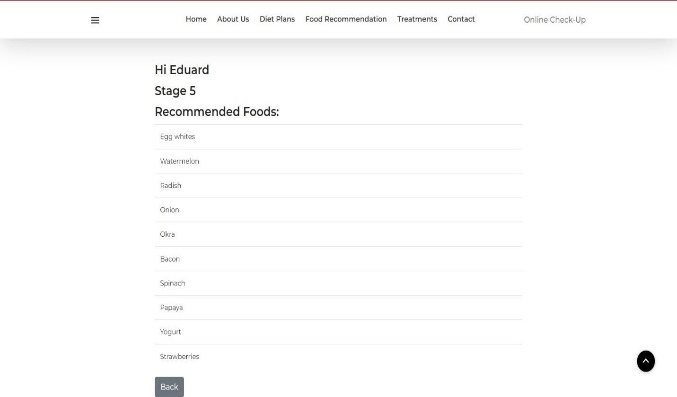 Home About Us Diet Plans Food Recommendation Treatments Contact Online Check-Up
Hi Eduard
Stage 5
Recommended Foods:
Egg whites
Watermelon
Radish
Onion
Okra
Bacon
Spinach
Papaya
Yogurt
Strawberries
Back